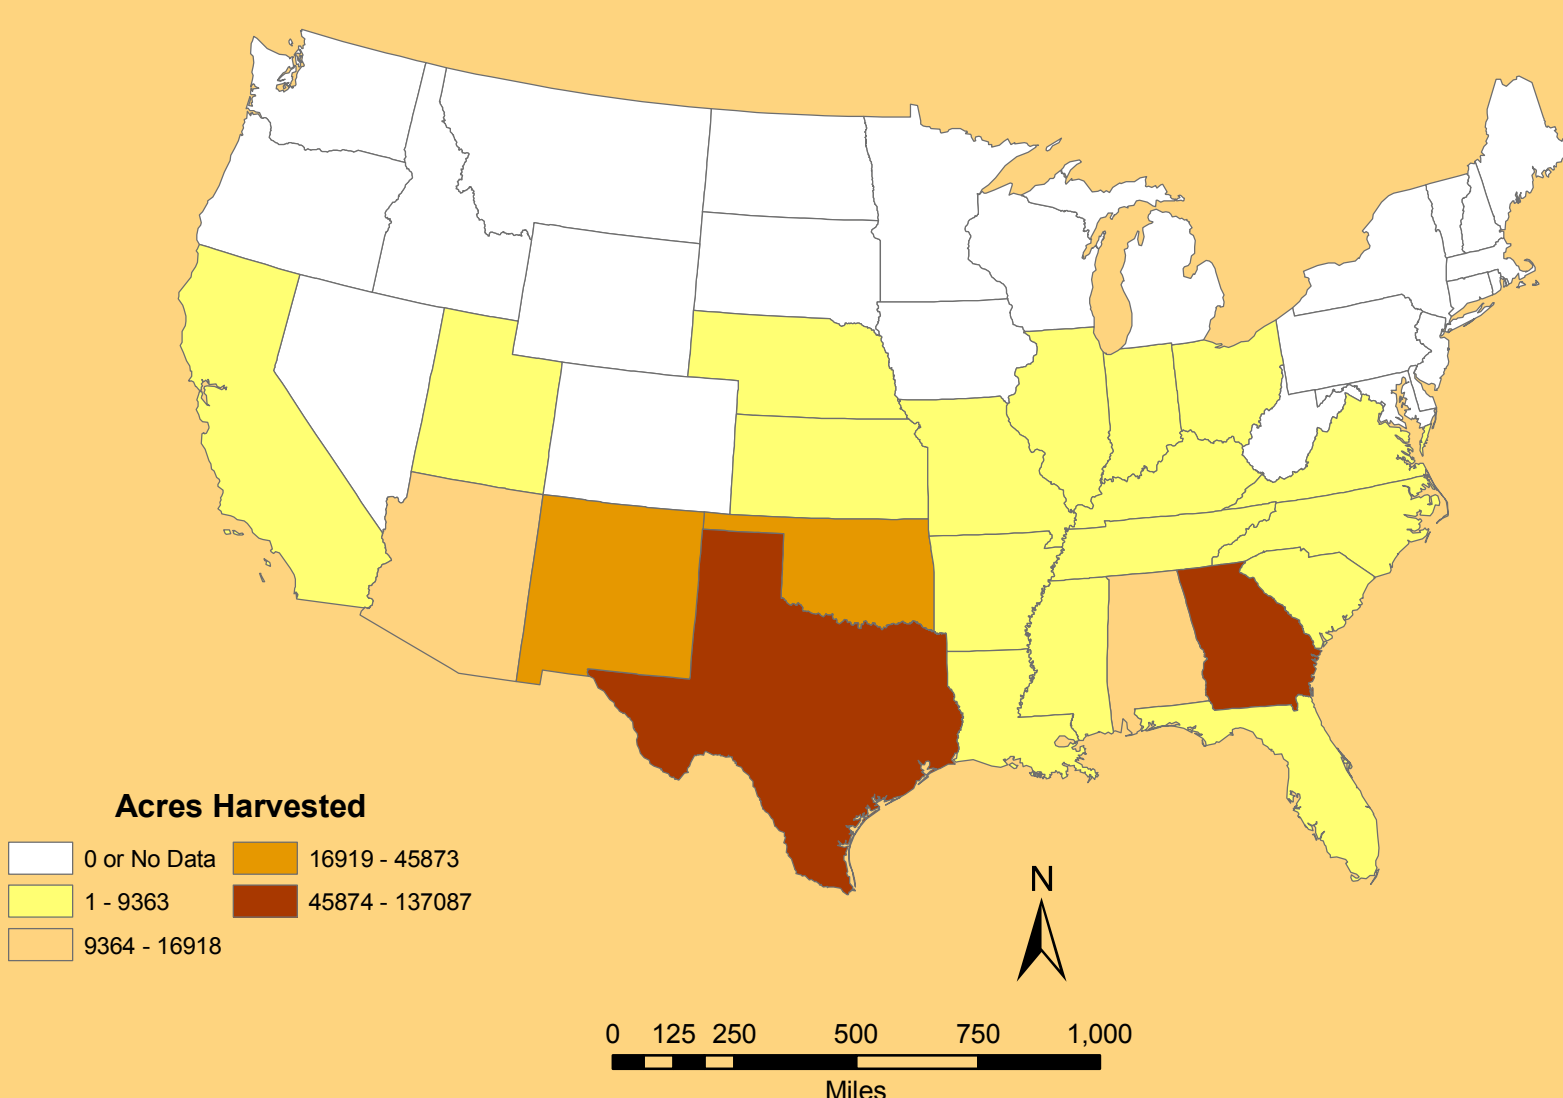 Acres Harvested
0 or No Data
16919 - 45873
1 - 9363
45874 - 137087
9364 - 16918
N
0 125 250 500 750 1,000
Miles